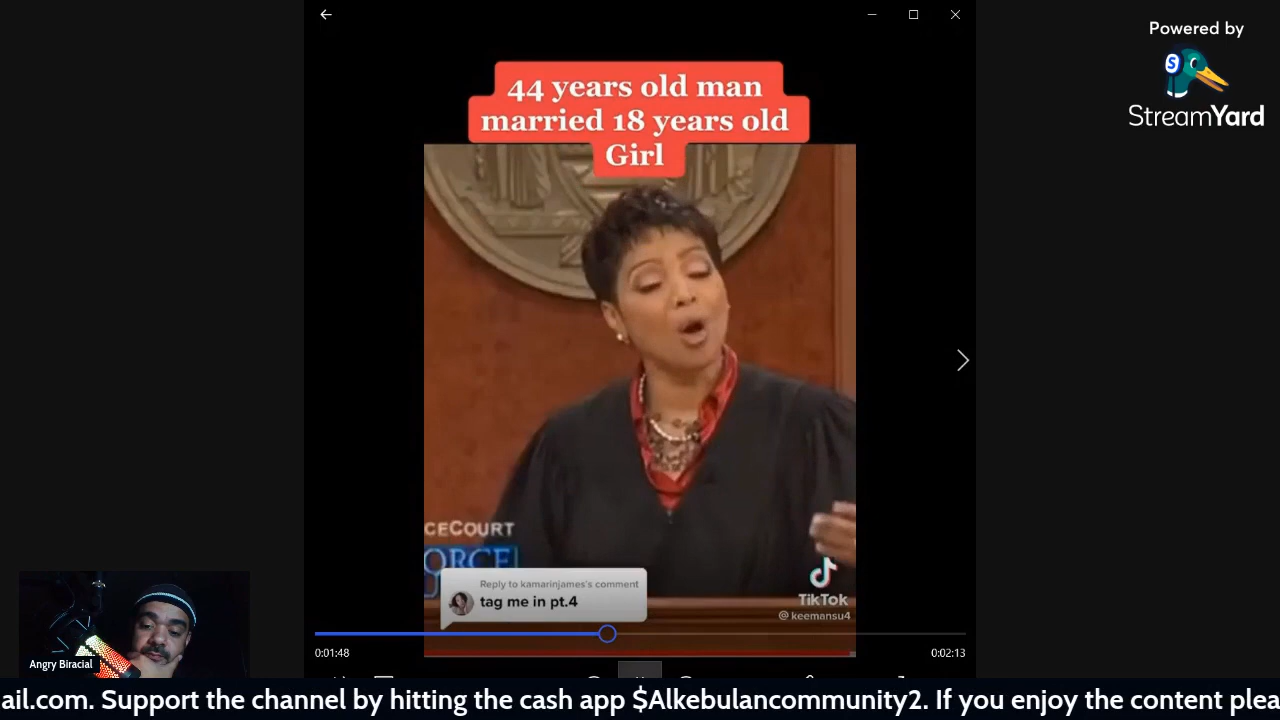 Powered by
StreamYard
44 years old man
married 18 years old
Girl
CECOURT
ORCE
Reply to kamarinjames's comment
tag me in pt.4
TikTok
@keemansu4
0:01:48
0:02:13
Angry Biracial
ail.com. Support the channel by hitting the cash app $Alkebulancommunity2. If you enjoy the content plea